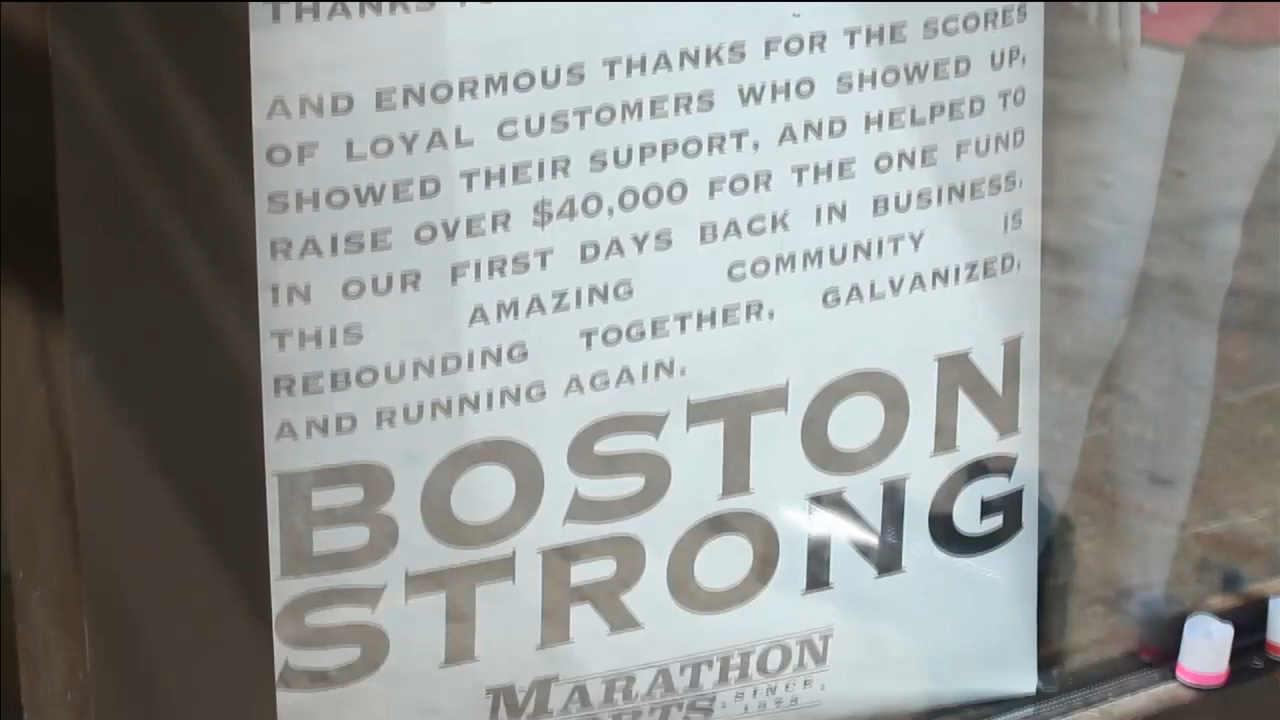 THANKS
AND ENORMOUS THANKS FOR THE SCORES
OF LOYAL CUSTOMERS WHO SHOWED UP,
SHOWED THEIR SUPPORT, AND HELPED TO
RAISE OVER $40,000 FOR THE ONE FUND
IN OUR FIRST DAYS BACK IN BUSINESS.
THIS AMAZING COMMUNITY IS
REBOUNDING TOGETHER, GALVANIZED,
AND RUNNING AGAIN.
BOSTON
STRONG
MARATHON
SINCE